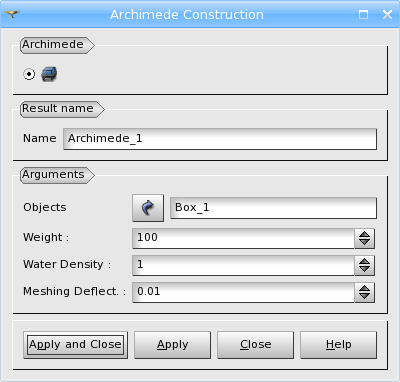 Archimede Construction
Archimede
Result name
Name Archimede_1
Arguments
Objects Box_1
Weight : 100
Water Density : 1
Meshing Deflect. : 0.01
Apply and Close Apply Close Help